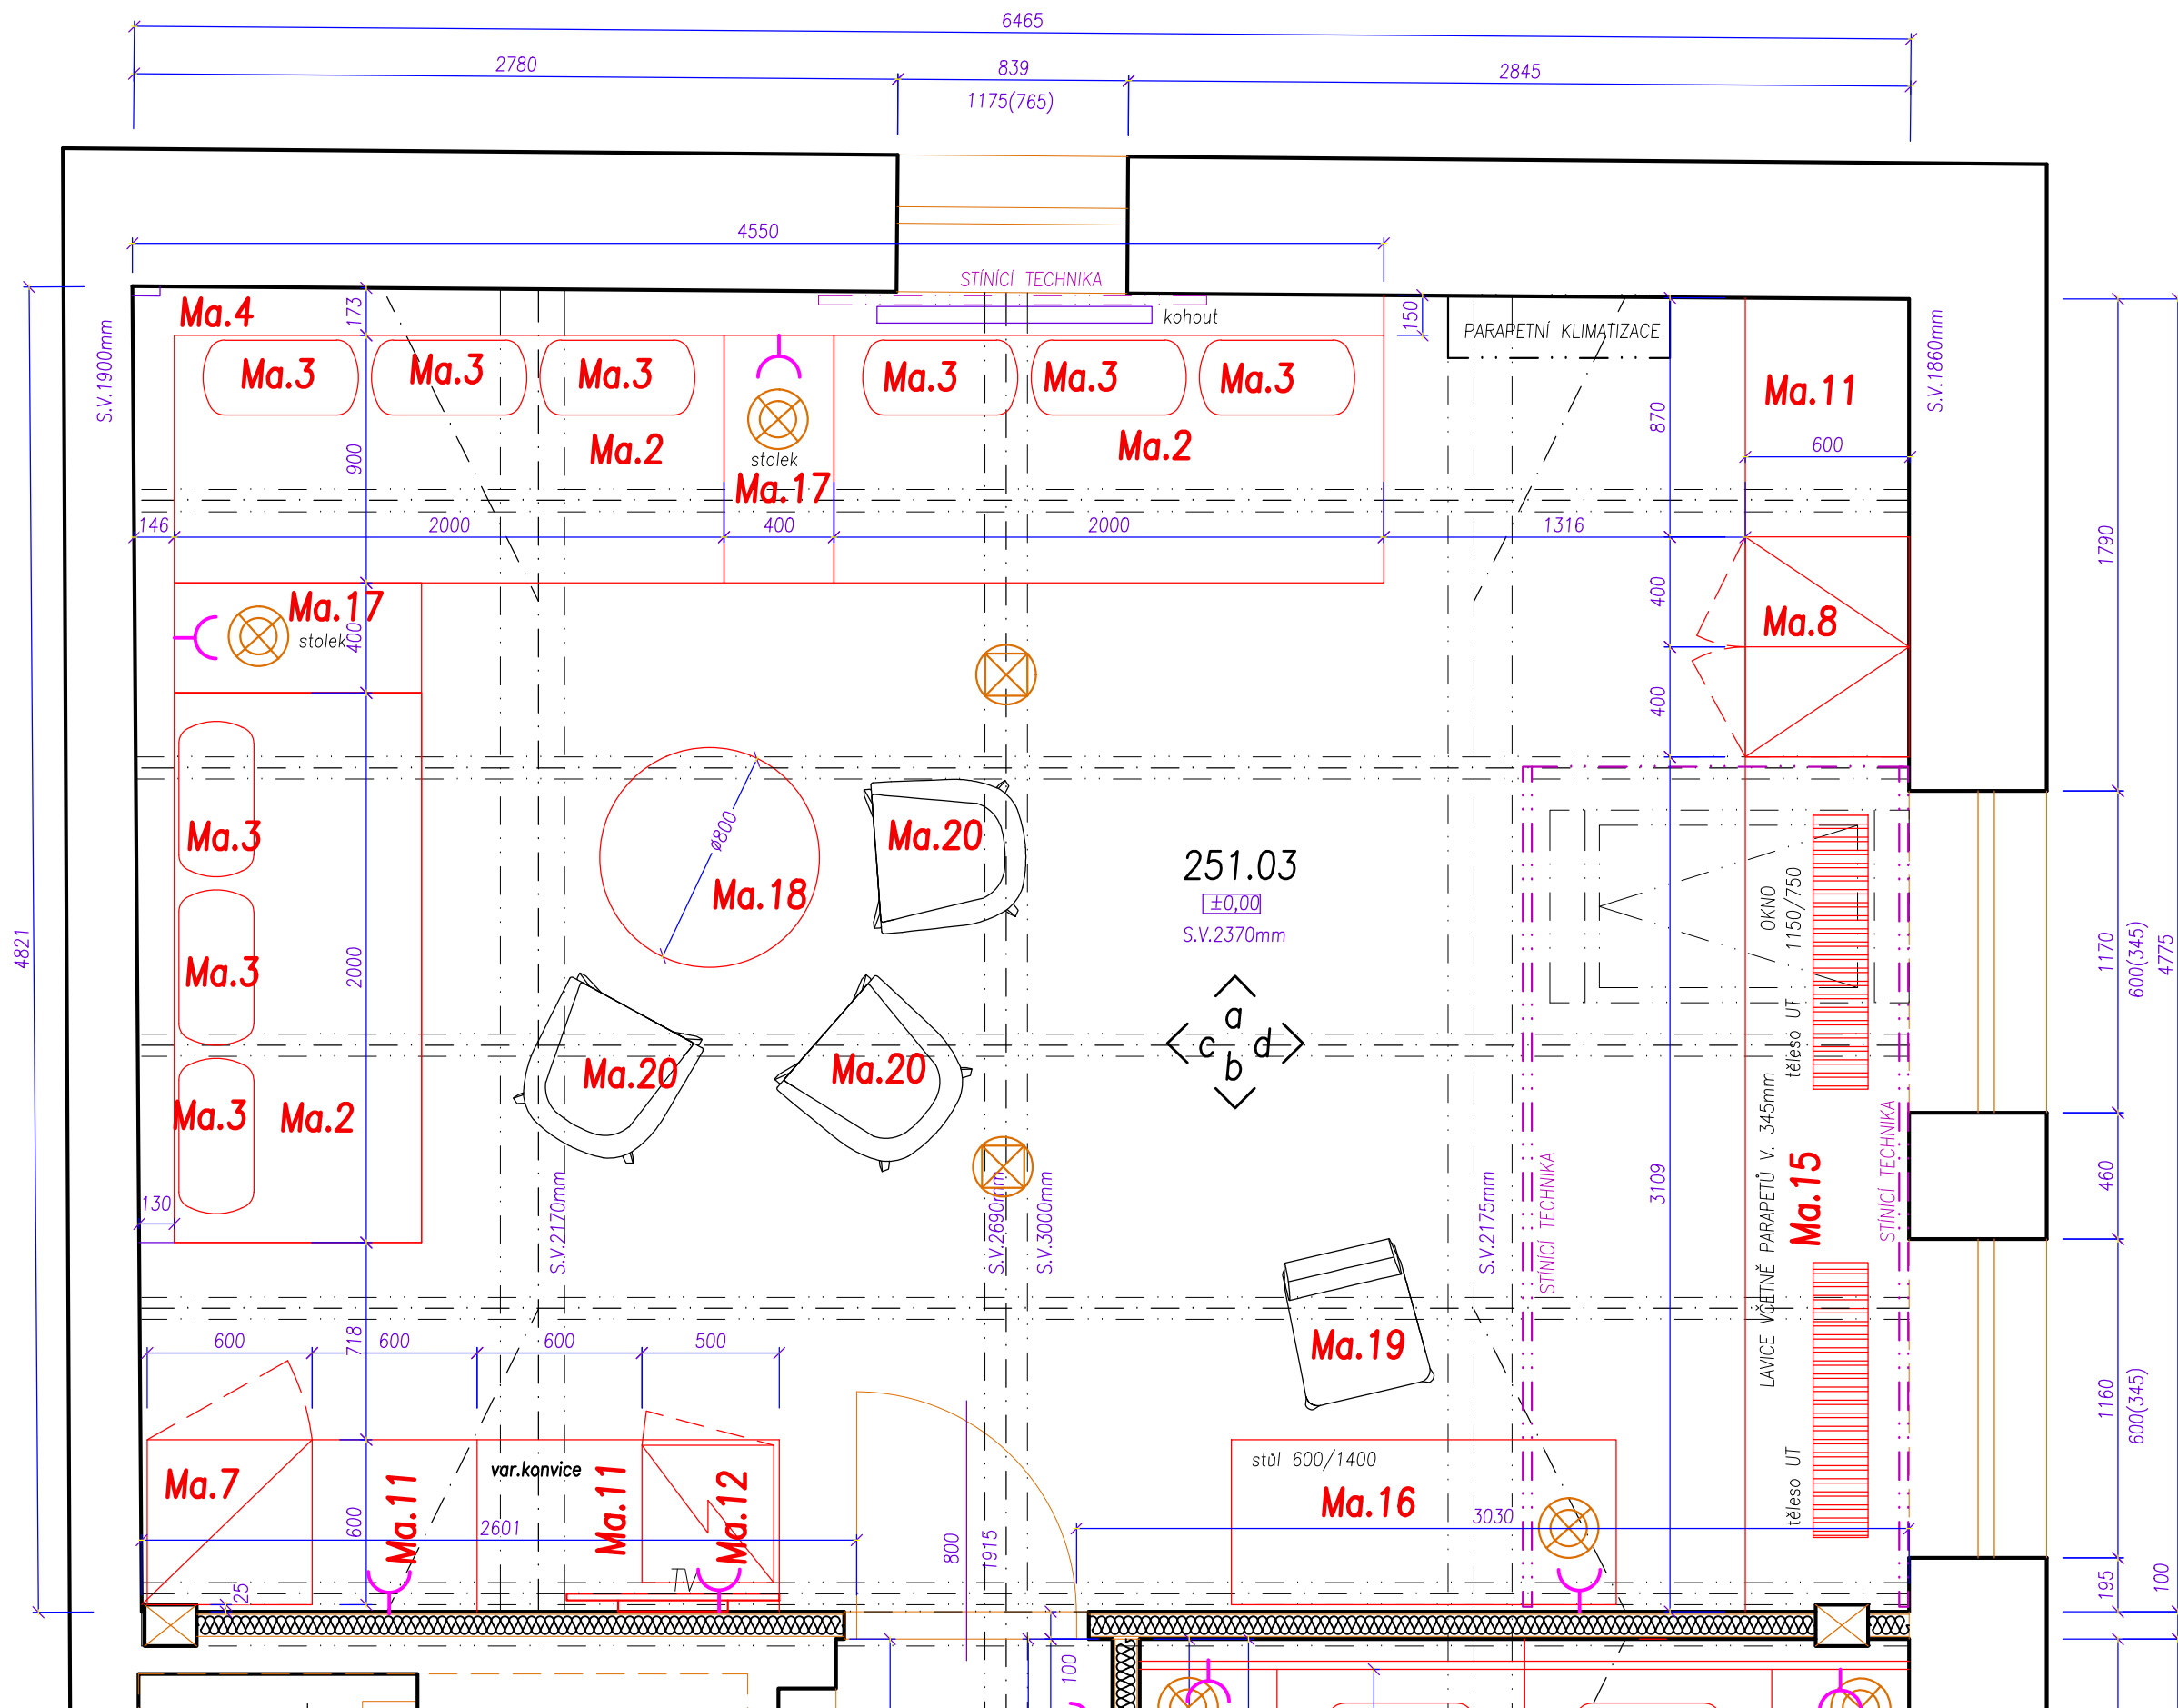 6465
2780
839
2845
1175(765)
4550
STÍNÍCÍ TECHNIKA
Ma.4
173
150
kohout
PARAPETNÍ KLIMATIZACE
S.V.1900mm
S.V.1860mm
Ma.3
Ma.3
Ma.3
Ma.3
Ma.3
Ma.3
Ma.11
870
900
Ma.2
stolek
Ma.2
600
Ma.17
146
2000
400
2000
1316
1790
Ma.17
stolek
400
400
Ma.8
400
Ma.3
ø800
Ma.18
Ma.20
251.03
±0,00
S.V.2370mm
OKNO
1150/750
4821
2000
Ma.3
1170
600(345)
4775
těleso UT
a
c
d
b
Ma.20
Ma.20
Ma.3
Ma.2
130
S.V.2170mm
S.V.2690mm
S.V.3000mm
S.V.2175mm
STÍNÍCÍ TECHNIKA
3109
LAVICE VČETNĚ PARAPETŮ V. 345mm
Ma.15
STÍNÍCÍ TECHNIKA
460
600
718
600
600
500
Ma.19
1160
600(345)
Ma.7
Ma.11
var.konvice
Ma.11
Ma.12
stůl 600/1400
Ma.16
těleso UT
600
2601
800
1915
3030
25
TV
195
100
100